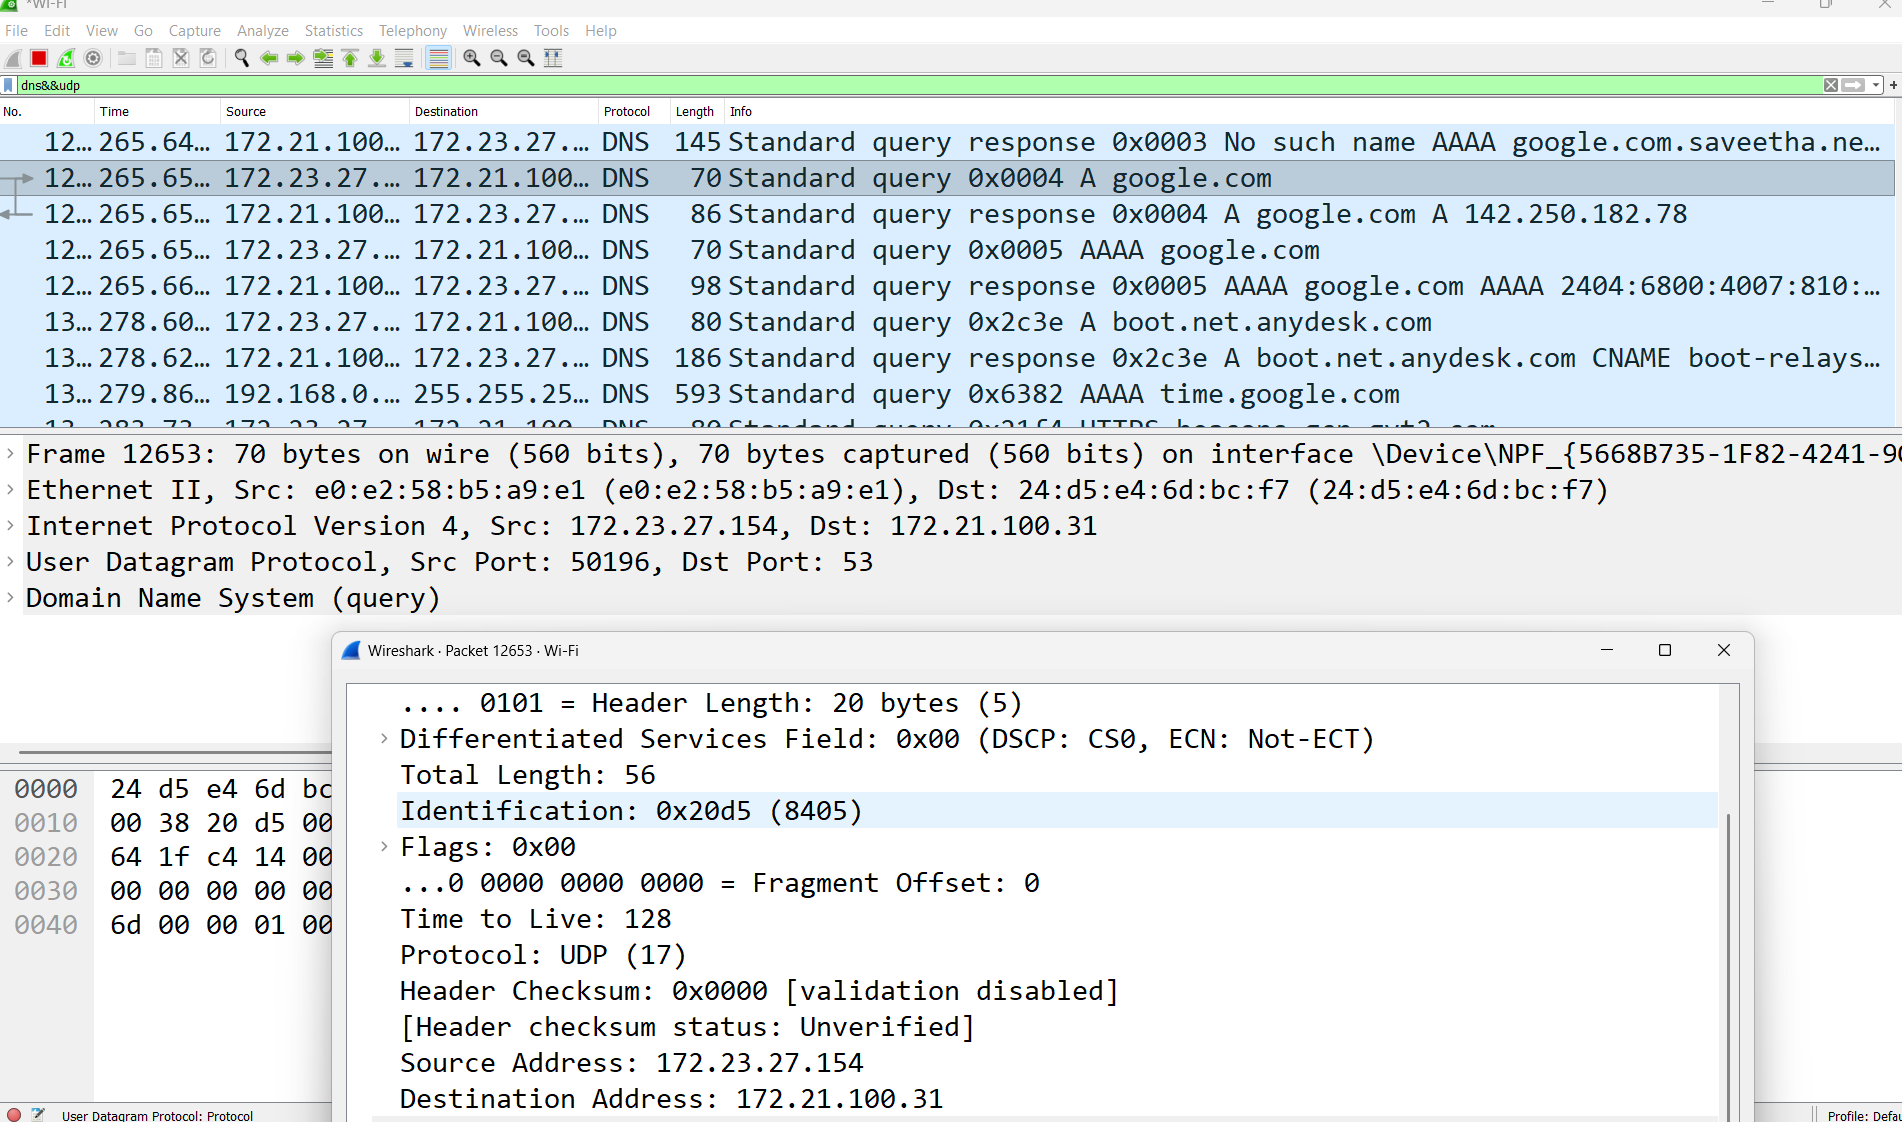 *Wi-Fi
File Edit View Go Capture Analyze Statistics Telephony Wireless Tools Help
dns&&udp
No. Time Source Destination Protocol Length Info
12… 265.64… 172.21.100… 172.23.27.… DNS 145 Standard query response 0x0003 No such name AAAA google.com.saveetha.ne…
12… 265.65… 172.23.27.… 172.21.100… DNS 70 Standard query 0x0004 A google.com
12… 265.65… 172.21.100… 172.23.27.… DNS 86 Standard query response 0x0004 A google.com A 142.250.182.78
12… 265.65… 172.23.27.… 172.21.100… DNS 70 Standard query 0x0005 AAAA google.com
12… 265.66… 172.21.100… 172.23.27.… DNS 98 Standard query response 0x0005 AAAA google.com AAAA 2404:6800:4007:810:…
13… 278.60… 172.23.27.… 172.21.100… DNS 80 Standard query 0x2c3e A boot.net.anydesk.com
13… 278.62… 172.21.100… 172.23.27.… DNS 186 Standard query response 0x2c3e A boot.net.anydesk.com CNAME boot-relays…
13… 279.86… 192.168.0.… 255.255.25… DNS 593 Standard query 0x6382 AAAA time.google.com
Frame 12653: 70 bytes on wire (560 bits), 70 bytes captured (560 bits) on interface \Device\NPF_{5668B735-1F82-4241-9
Ethernet II, Src: e0:e2:58:b5:a9:e1 (e0:e2:58:b5:a9:e1), Dst: 24:d5:e4:6d:bc:f7 (24:d5:e4:6d:bc:f7)
Internet Protocol Version 4, Src: 172.23.27.154, Dst: 172.21.100.31
User Datagram Protocol, Src Port: 50196, Dst Port: 53
Domain Name System (query)
Wireshark · Packet 12653 · Wi-Fi
.... 0101 = Header Length: 20 bytes (5)
Differentiated Services Field: 0x00 (DSCP: CS0, ECN: Not-ECT)
Total Length: 56
Identification: 0x20d5 (8405)
Flags: 0x00
...0 0000 0000 0000 = Fragment Offset: 0
Time to Live: 128
Protocol: UDP (17)
Header Checksum: 0x0000 [validation disabled]
[Header checksum status: Unverified]
Source Address: 172.23.27.154
Destination Address: 172.21.100.31
0000 24 d5 e4 6d bc
0010 00 38 20 d5 00
0020 64 1f c4 14 00
0030 00 00 00 00 00
0040 6d 00 00 01 00
User Datagram Protocol: Protocol
Profile: Defau